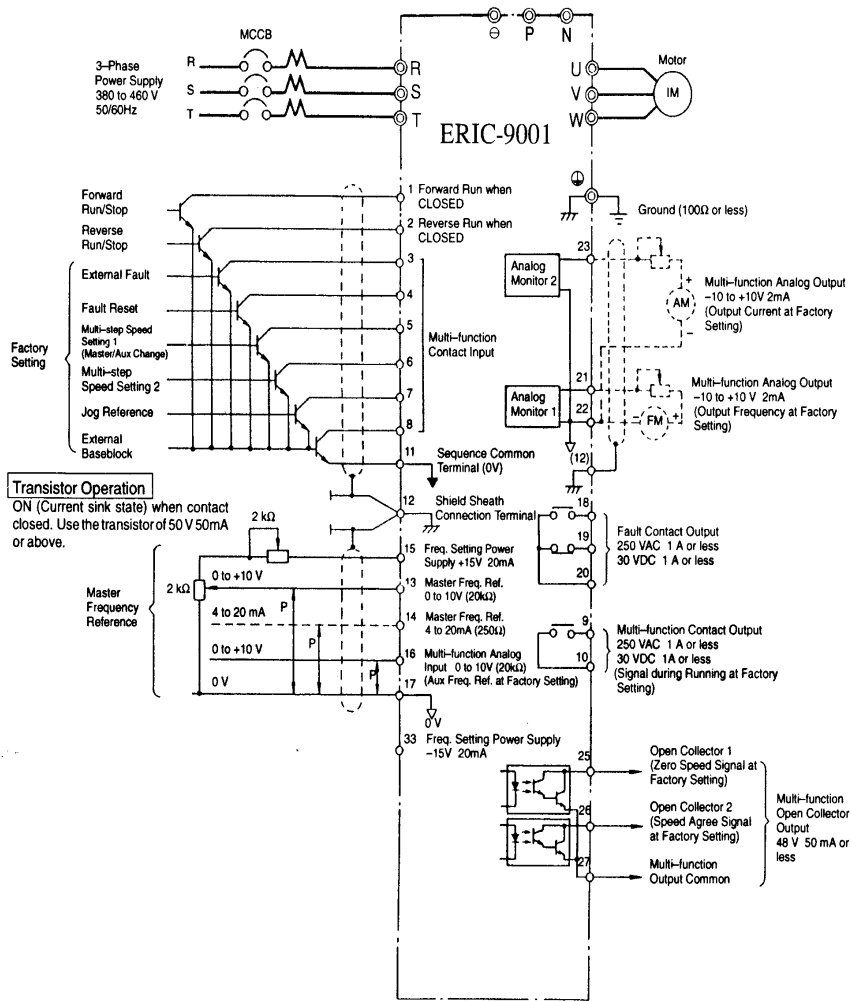 MCCB
3–Phase
Power Supply
380 to 460 V
50/60Hz
R
S
T
R
S
T
⊖
P
N
U
V
W
Motor
IM
ERIC-9001
Forward
Run/Stop
Reverse
Run/Stop
External Fault
Fault Reset
Multi–step Speed
Setting 1
(Master/Aux Change)
Multi–step
Speed Setting 2
Jog Reference
External
Baseblock
Factory
Setting
1 Forward Run when
CLOSED
2 Reverse Run when
CLOSED
3
4
5
6
7
8
Multi–function
Contact Input
11
Sequence Common
Terminal (0V)
12
Shield Sheath
Connection Terminal
Transistor Operation
ON (Current sink state) when contact
closed. Use the transistor of 50 V 50mA
or above.
Master
Frequency
Reference
2 kΩ
2 kΩ
0 to +10 V
4 to 20 mA
0 to +10V
0 V
P
P
P
15 Freq. Setting Power
Supply +15V 20mA
13 Master Freq. Ref.
0 to 10V (20kΩ)
14 Master Freq. Ref.
4 to 20mA (250Ω)
16 Multi–function Analog
Input 0 to 10V (20kΩ)
(Aux Freq. Ref. at Factory Setting)
17
0 V
33 Freq. Setting Power Supply
–15V 20mA
Ground (100Ω or less)
23
Analog
Monitor 2
AM
+
–
Multi–function Analog Output
–10 to +10V 2mA
(Output Current at Factory
Setting)
21
22
Analog
Monitor 1
–
FM
+
Multi–function Analog Output
–10 to +10 V 2mA
(Output Frequency at Factory
Setting)
(12)
18
19
20
Fault Contact Output
250 VAC 1 A or less
30 VDC 1 A or less
9
10
Multi–function Contact Output
250 VAC 1 A or less
30 VDC 1A or less
(Signal during Running at Factory
Setting)
25
Open Collector 1
(Zero Speed Signal at
Factory Setting)
26
Open Collector 2
(Speed Agree Signal
at Factory Setting)
27
Multi–function
Output Common
Multi–function
Open Collector
Output
48 V 50 mA or
less